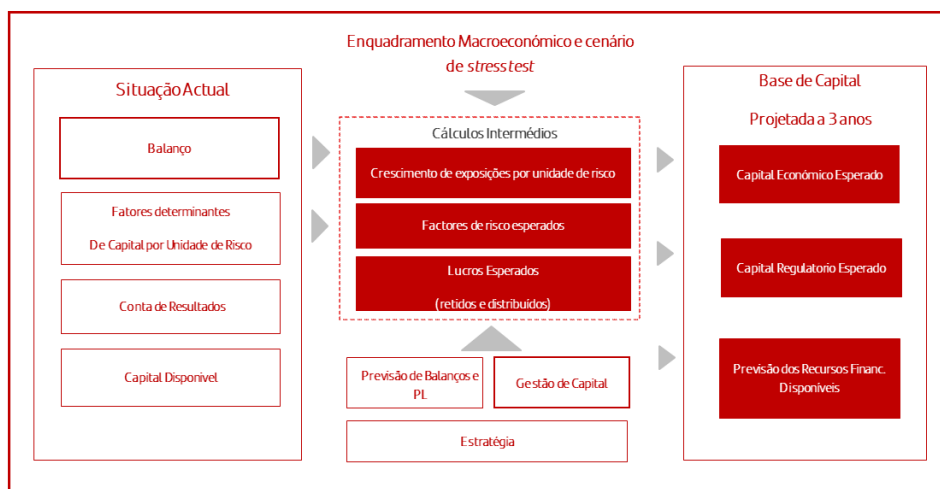 Enquadramento Macroeconómico e cenário
de stress test
Situação Actual
Balanço
Fatores determinantes
De Capital por Unidade de Risco
Conta de Resultados
Capital Disponivel
Cálculos Intermédios
Crescimento de exposições por unidade de risco
Factores de risco esperados
Lucros Esperados
(retidos e distribuídos)
Previsão de Balanços e
PL
Gestão de Capital
Estratégia
Base de Capital
Projetada a 3 anos
Capital Económico Esperado
Capital Regulatorio Esperado
Previsão dos Recursos Financ.
Disponíveis